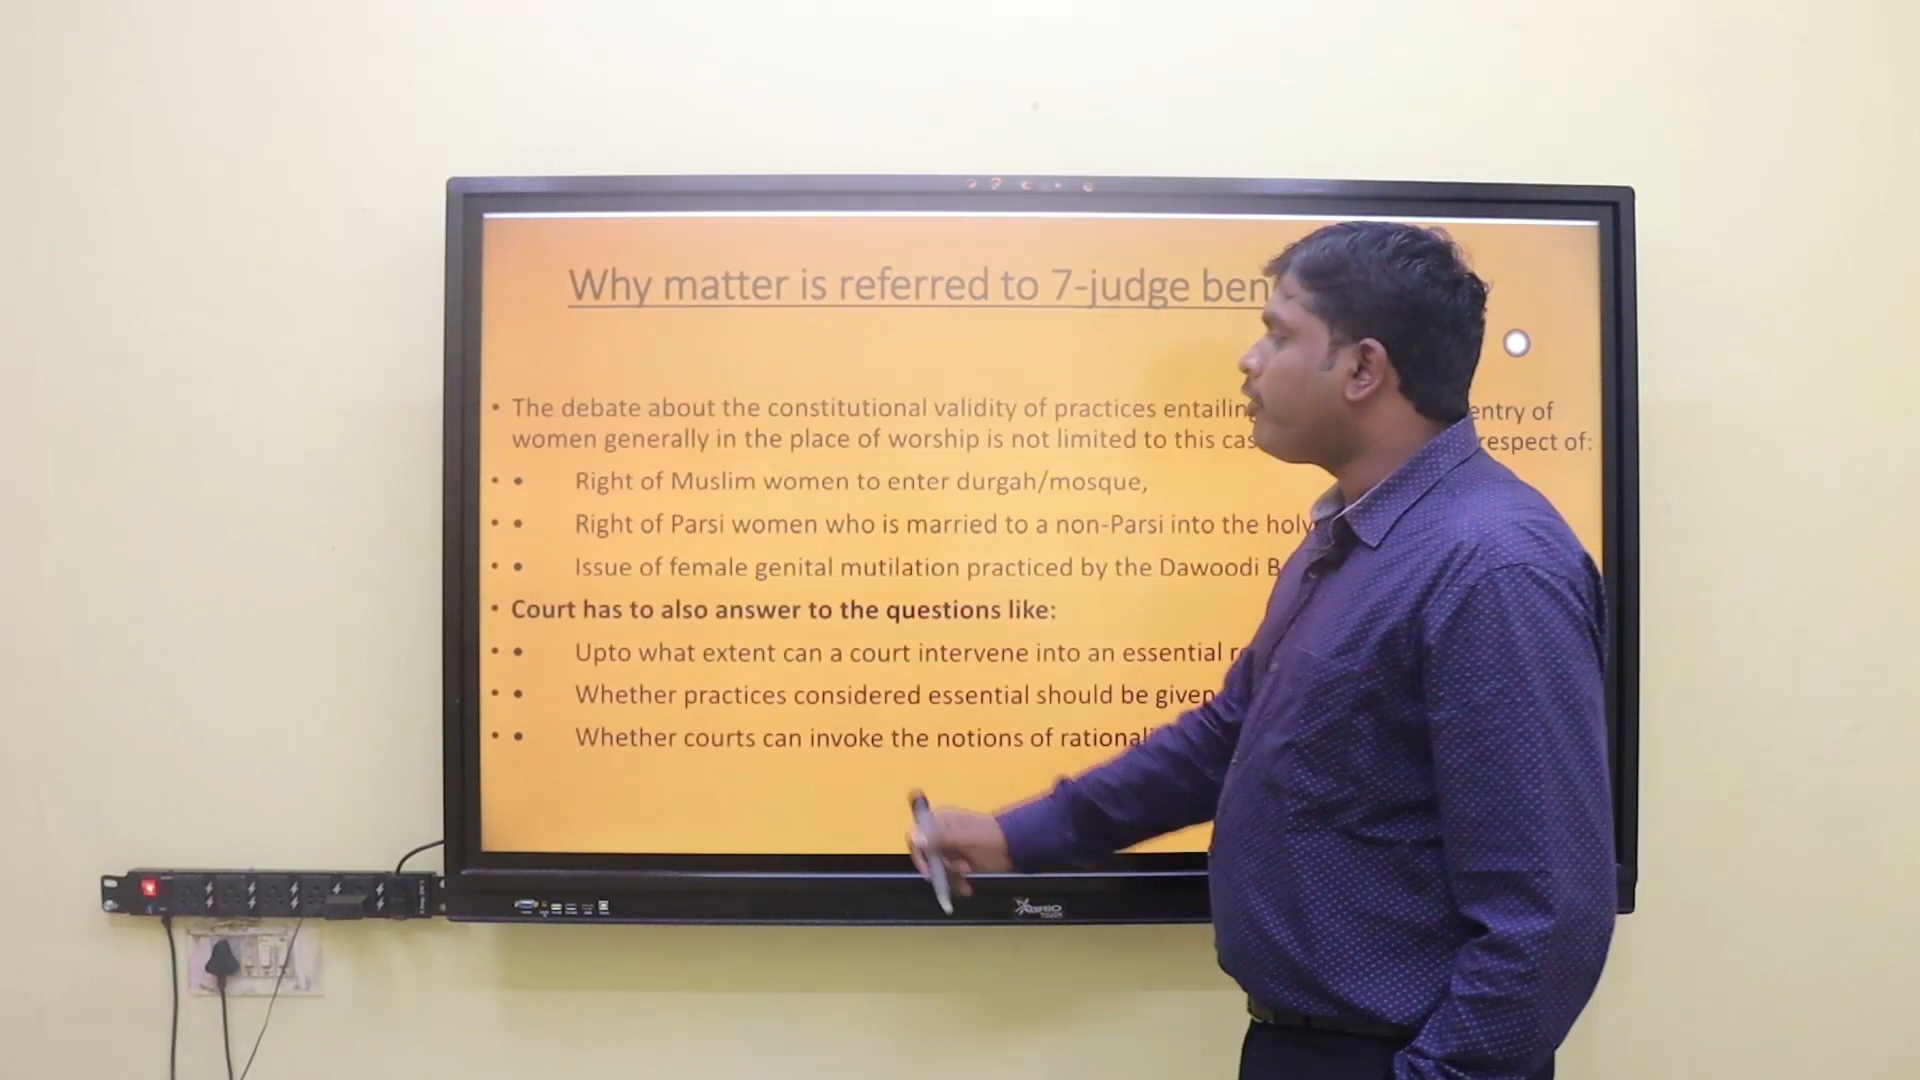 Why matter is referred to 7-judge
• The debate about the constitutional validity of practices entry of
women generally in the place of worship is not limited to this respect of:
• • Right of Muslim women to enter durgah/mosque,
• • Right of Parsi women who is married to a non-Parsi into the holy
• • Issue of female genital mutilation practiced by the Dawoodi
• Court has to also answer to the questions like:
• • Upto what extent can a court intervene into an essential
• • Whether practices considered essential should be given
• • Whether courts can invoke the notions of
BRIO
TOUCH